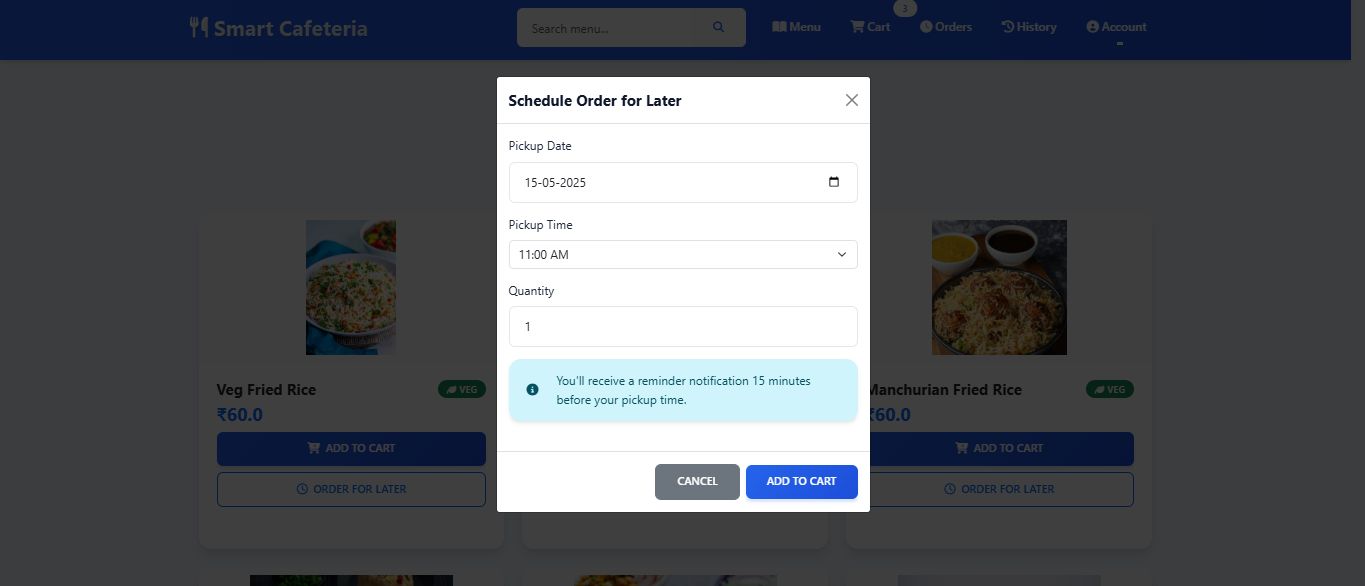 Smart Cafeteria
Search menu...
Menu
Cart
3
Orders
History
Account
Schedule Order for Later
Pickup Date
15-05-2025
Pickup Time
11:00 AM
Quantity
1
You'll receive a reminder notification 15 minutes
before your pickup time.
CANCEL
ADD TO CART
Veg Fried Rice
VEG
₹60.0
ADD TO CART
ORDER FOR LATER
Manchurian Fried Rice
VEG
₹60.0
ADD TO CART
ORDER FOR LATER